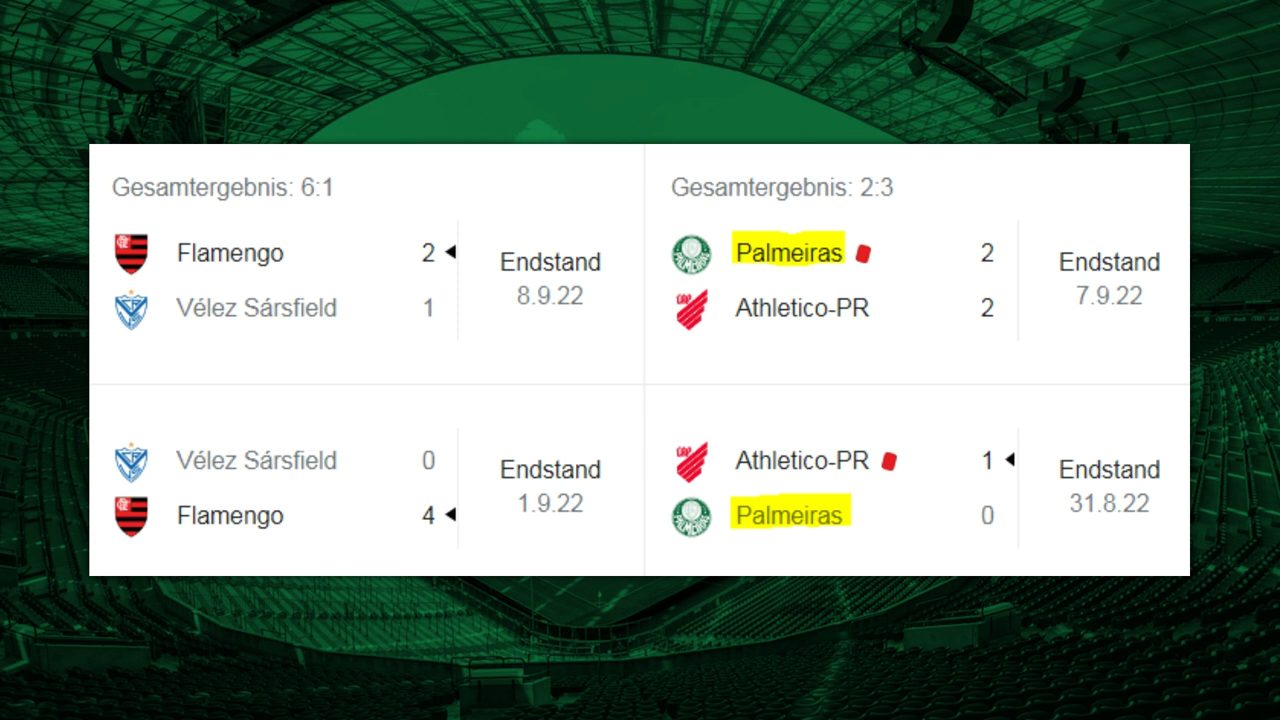 Gesamtergebnis: 6:1
Flamengo 2
Vélez Sársfield 1
Endstand
8.9.22
Gesamtergebnis: 2:3
Palmeiras 2
Athletico-PR 2
Endstand
7.9.22
Vélez Sársfield 0
Flamengo 4
Endstand
1.9.22
Athletico-PR 1
Palmeiras 0
Endstand
31.8.22